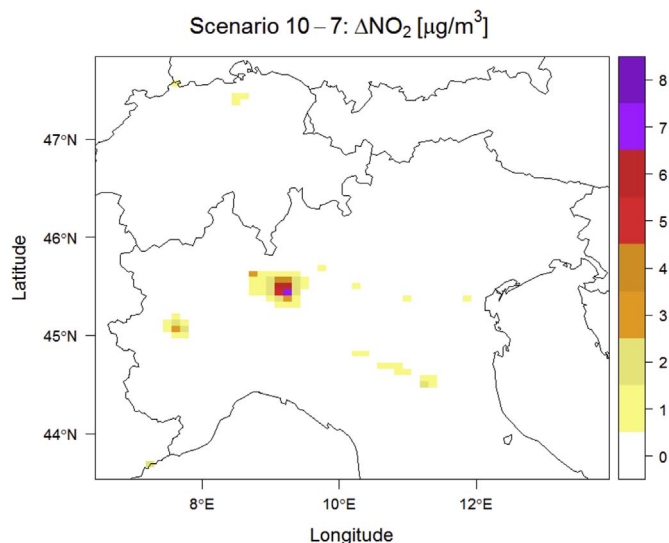 Scenario 10 – 7: ΔNO₂ [μg/m³]
Latitude
47°N
46°N
45°N
44°N
8°E 10°E 12°E
Longitude
8
7
6
5
4
3
2
1
0